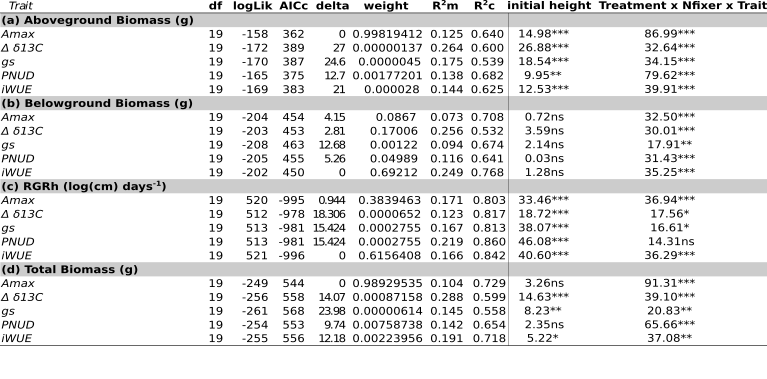 Trait df logLik AICc delta weight R²m R²c initial height Treatment x Nfixer x Trait
(a) Aboveground Biomass (g)
Amax 19 -158 362 0 0.99819412 0.125 0.640 14.98*** 86.99***
Δ δ13C 19 -172 389 27 0.00000137 0.264 0.600 26.88*** 32.64***
gs 19 -170 387 24.6 0.0000045 0.175 0.539 18.54*** 34.15***
PNUD 19 -165 375 12.7 0.00177201 0.138 0.682 9.95** 79.62***
iWUE 19 -169 383 21 0.000028 0.144 0.625 12.53*** 39.91***
(b) Belowground Biomass (g)
Amax 19 -204 454 4.15 0.0867 0.073 0.708 0.72ns 32.50***
Δ δ13C 19 -203 453 2.81 0.17006 0.256 0.532 3.59ns 30.01***
gs 19 -208 463 12.68 0.00122 0.094 0.674 2.14ns 17.91**
PNUD 19 -205 455 5.26 0.04989 0.116 0.641 0.03ns 31.43***
iWUE 19 -202 450 0 0.69212 0.249 0.768 1.28ns 35.25***
(c) RGRh (log(cm) days⁻¹)
Amax 19 520 -995 0.944 0.3839463 0.171 0.803 33.46*** 36.94***
Δ δ13C 19 512 -978 18.306 0.0000652 0.123 0.817 18.72*** 17.56*
gs 19 513 -981 15.424 0.0002755 0.167 0.813 38.07*** 16.61*
PNUD 19 513 -981 15.424 0.0002755 0.219 0.860 46.08*** 14.31ns
iWUE 19 521 -996 0 0.6156408 0.166 0.842 40.60*** 36.29***
(d) Total Biomass (g)
Amax 19 -249 544 0 0.98929535 0.104 0.729 3.26ns 91.31***
Δ δ13C 19 -256 558 14.07 0.00087158 0.288 0.599 14.63*** 39.10***
gs 19 -261 568 23.98 0.00000614 0.145 0.558 8.23** 20.83**
PNUD 19 -254 553 9.74 0.00758738 0.142 0.654 2.35ns 65.66***
iWUE 19 -255 556 12.18 0.00223956 0.191 0.718 5.22* 37.08**